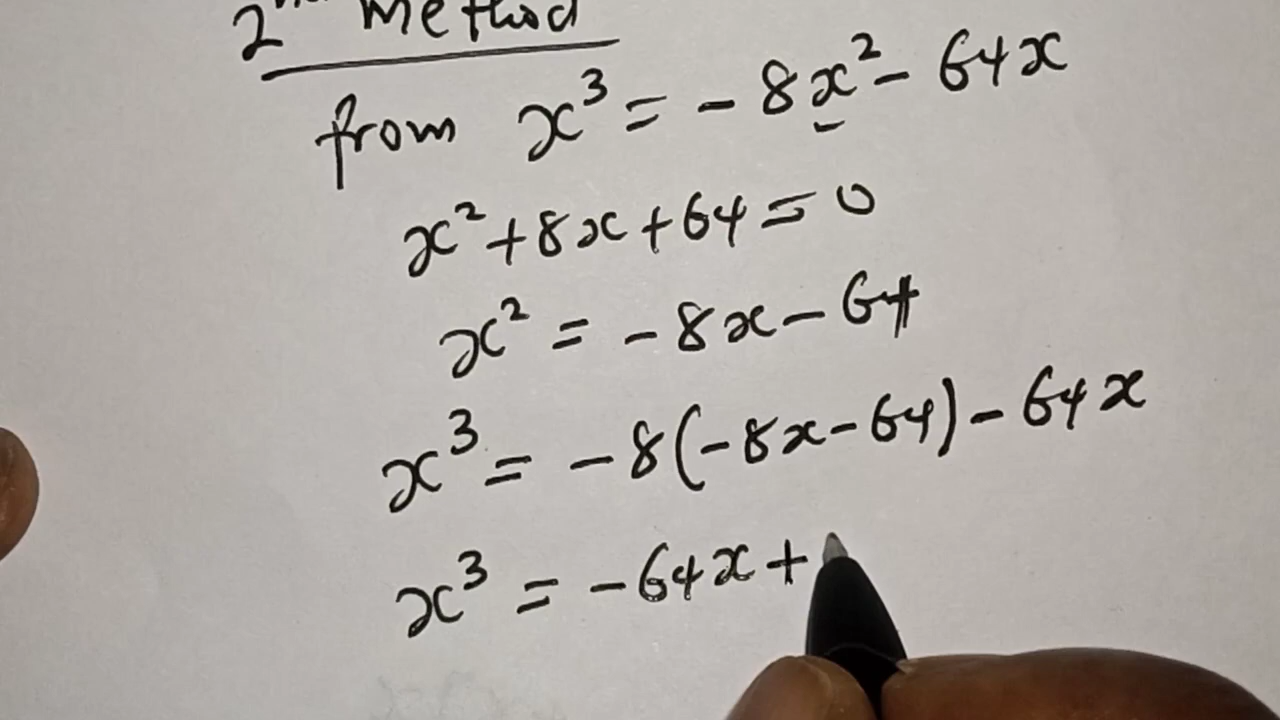 2nd Method
from x³ = - 8x² - 64x
x² + 8x + 64 = 0
x² = - 8x - 64
x³ = - 8(- 8x - 64) - 64x
x³ = - 64x +